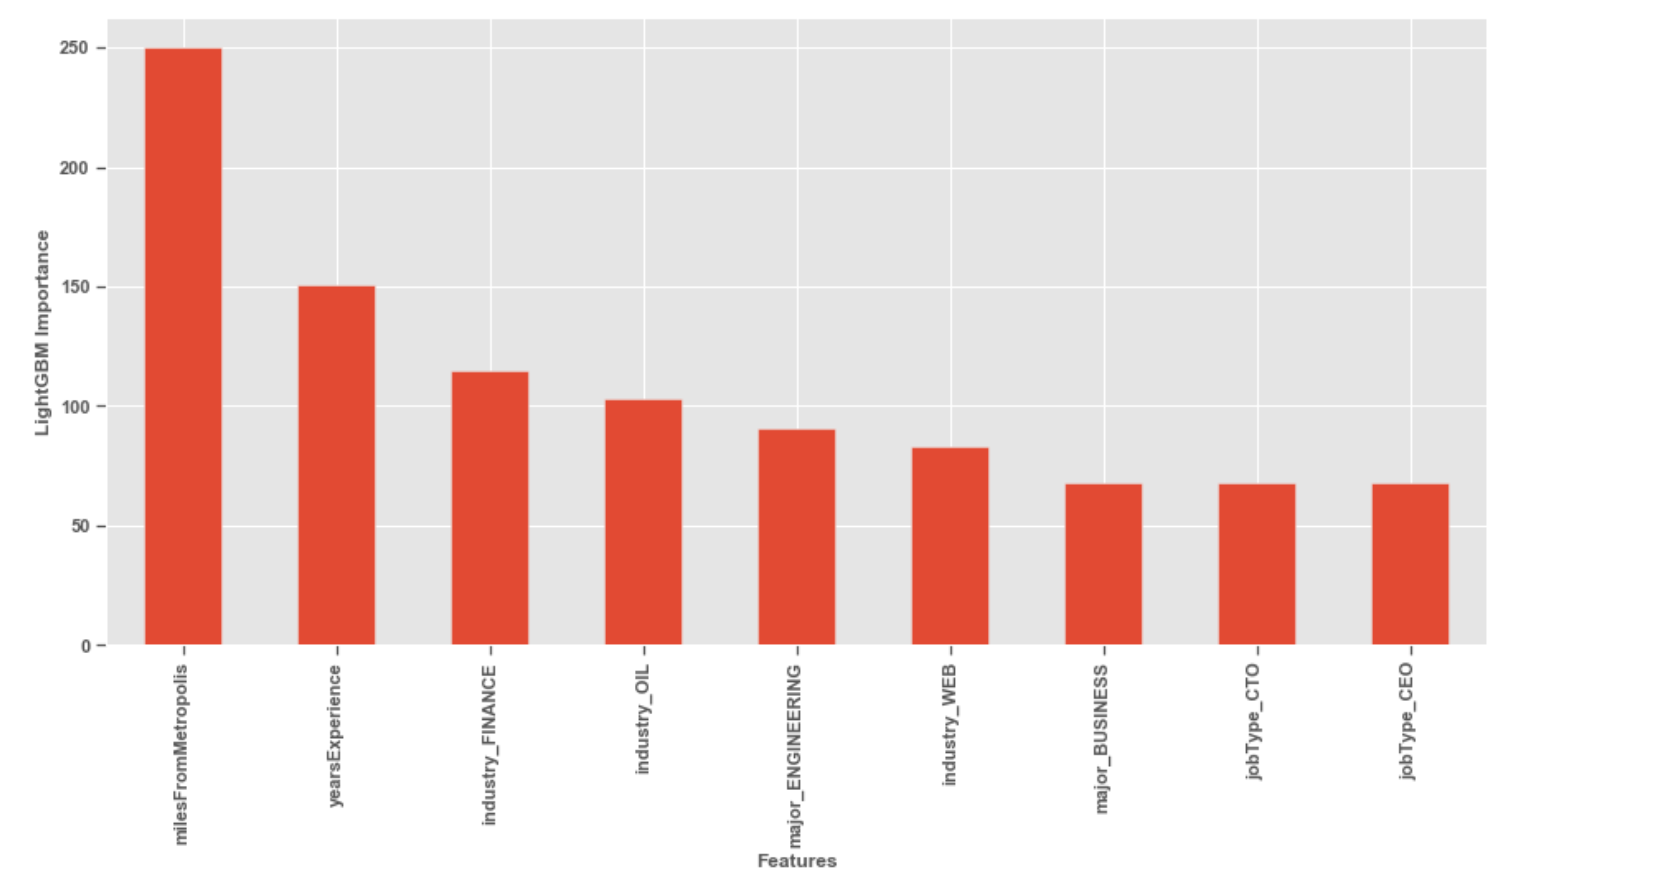 250
200
150
100
50
0
LightGBM Importance
milesFromMetropolis
yearsExperience
industry_FINANCE
industry_OIL
major_ENGINEERING
industry_WEB
major_BUSINESS
jobType_CTO
jobType_CEO
Features